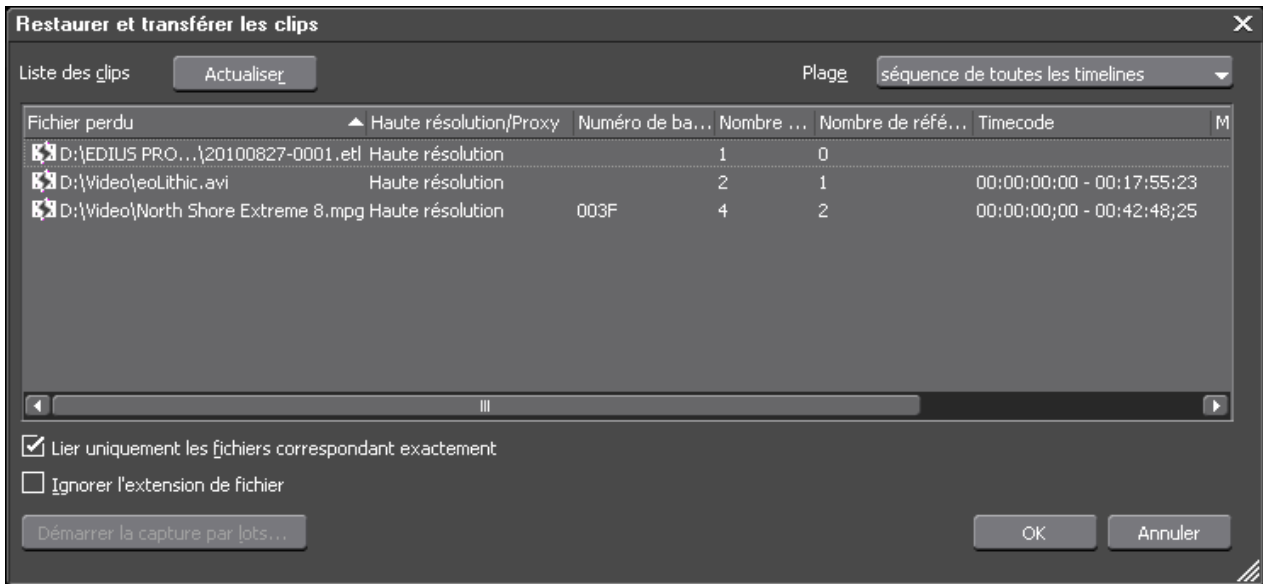 Restaurer et transférer les clips
Liste des clips Actualiser Plage séquence de toutes les timelines
Fichier perdu Haute résolution/Proxy Numéro de ba... Nombre ... Nombre de réfé... Timecode M
D:\EDIUS PRO...\20100827-0001.etl Haute résolution 1 0
D:\Video\eoLithic.avi Haute résolution 2 1 00:00:00:00 - 00:17:55:23
D:\Video\North Shore Extreme 8.mpg Haute résolution 003F 4 2 00:00:00;00 - 00:42:48;25
Lier uniquement les fichiers correspondant exactement
Ignorer l'extension de fichier
Démarrer la capture par lots... OK Annuler